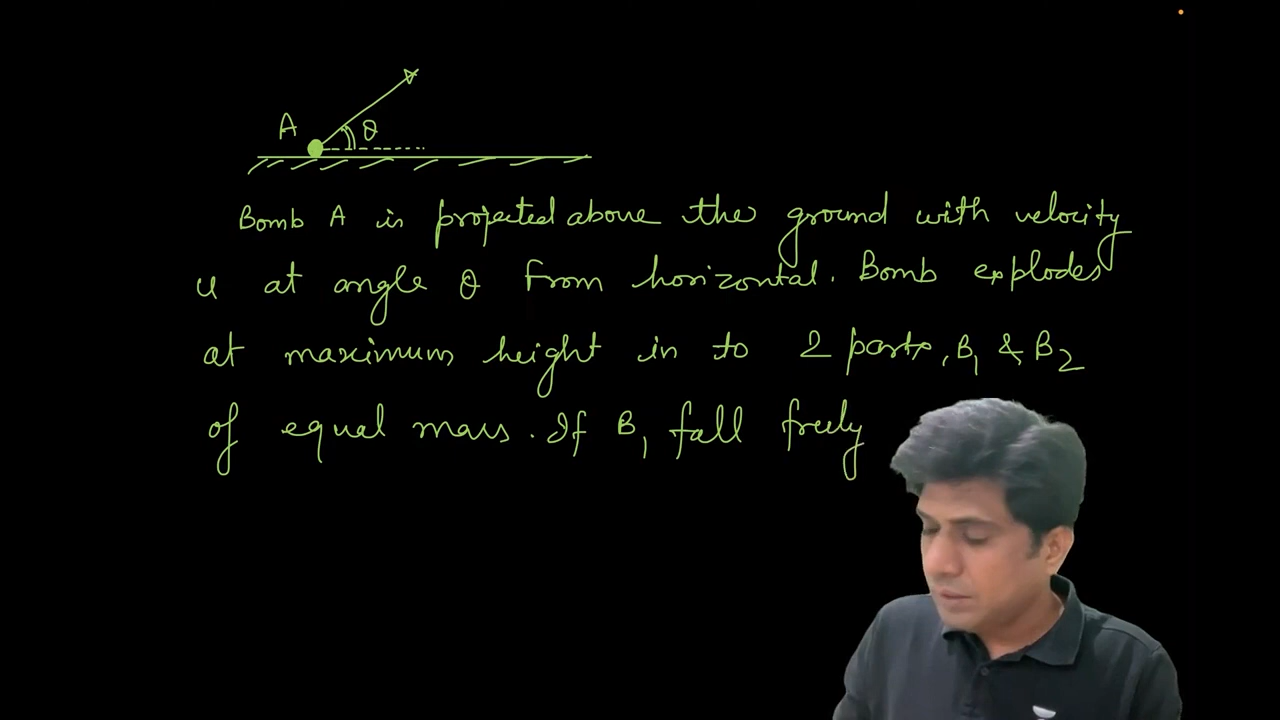 A
θ
Bomb A is projected above the ground with velocity
u at angle θ from horizontal. Bomb explodes
at maximum height in to 2 parts, B₁ & B₂
of equal mass. If B₁ fall freely